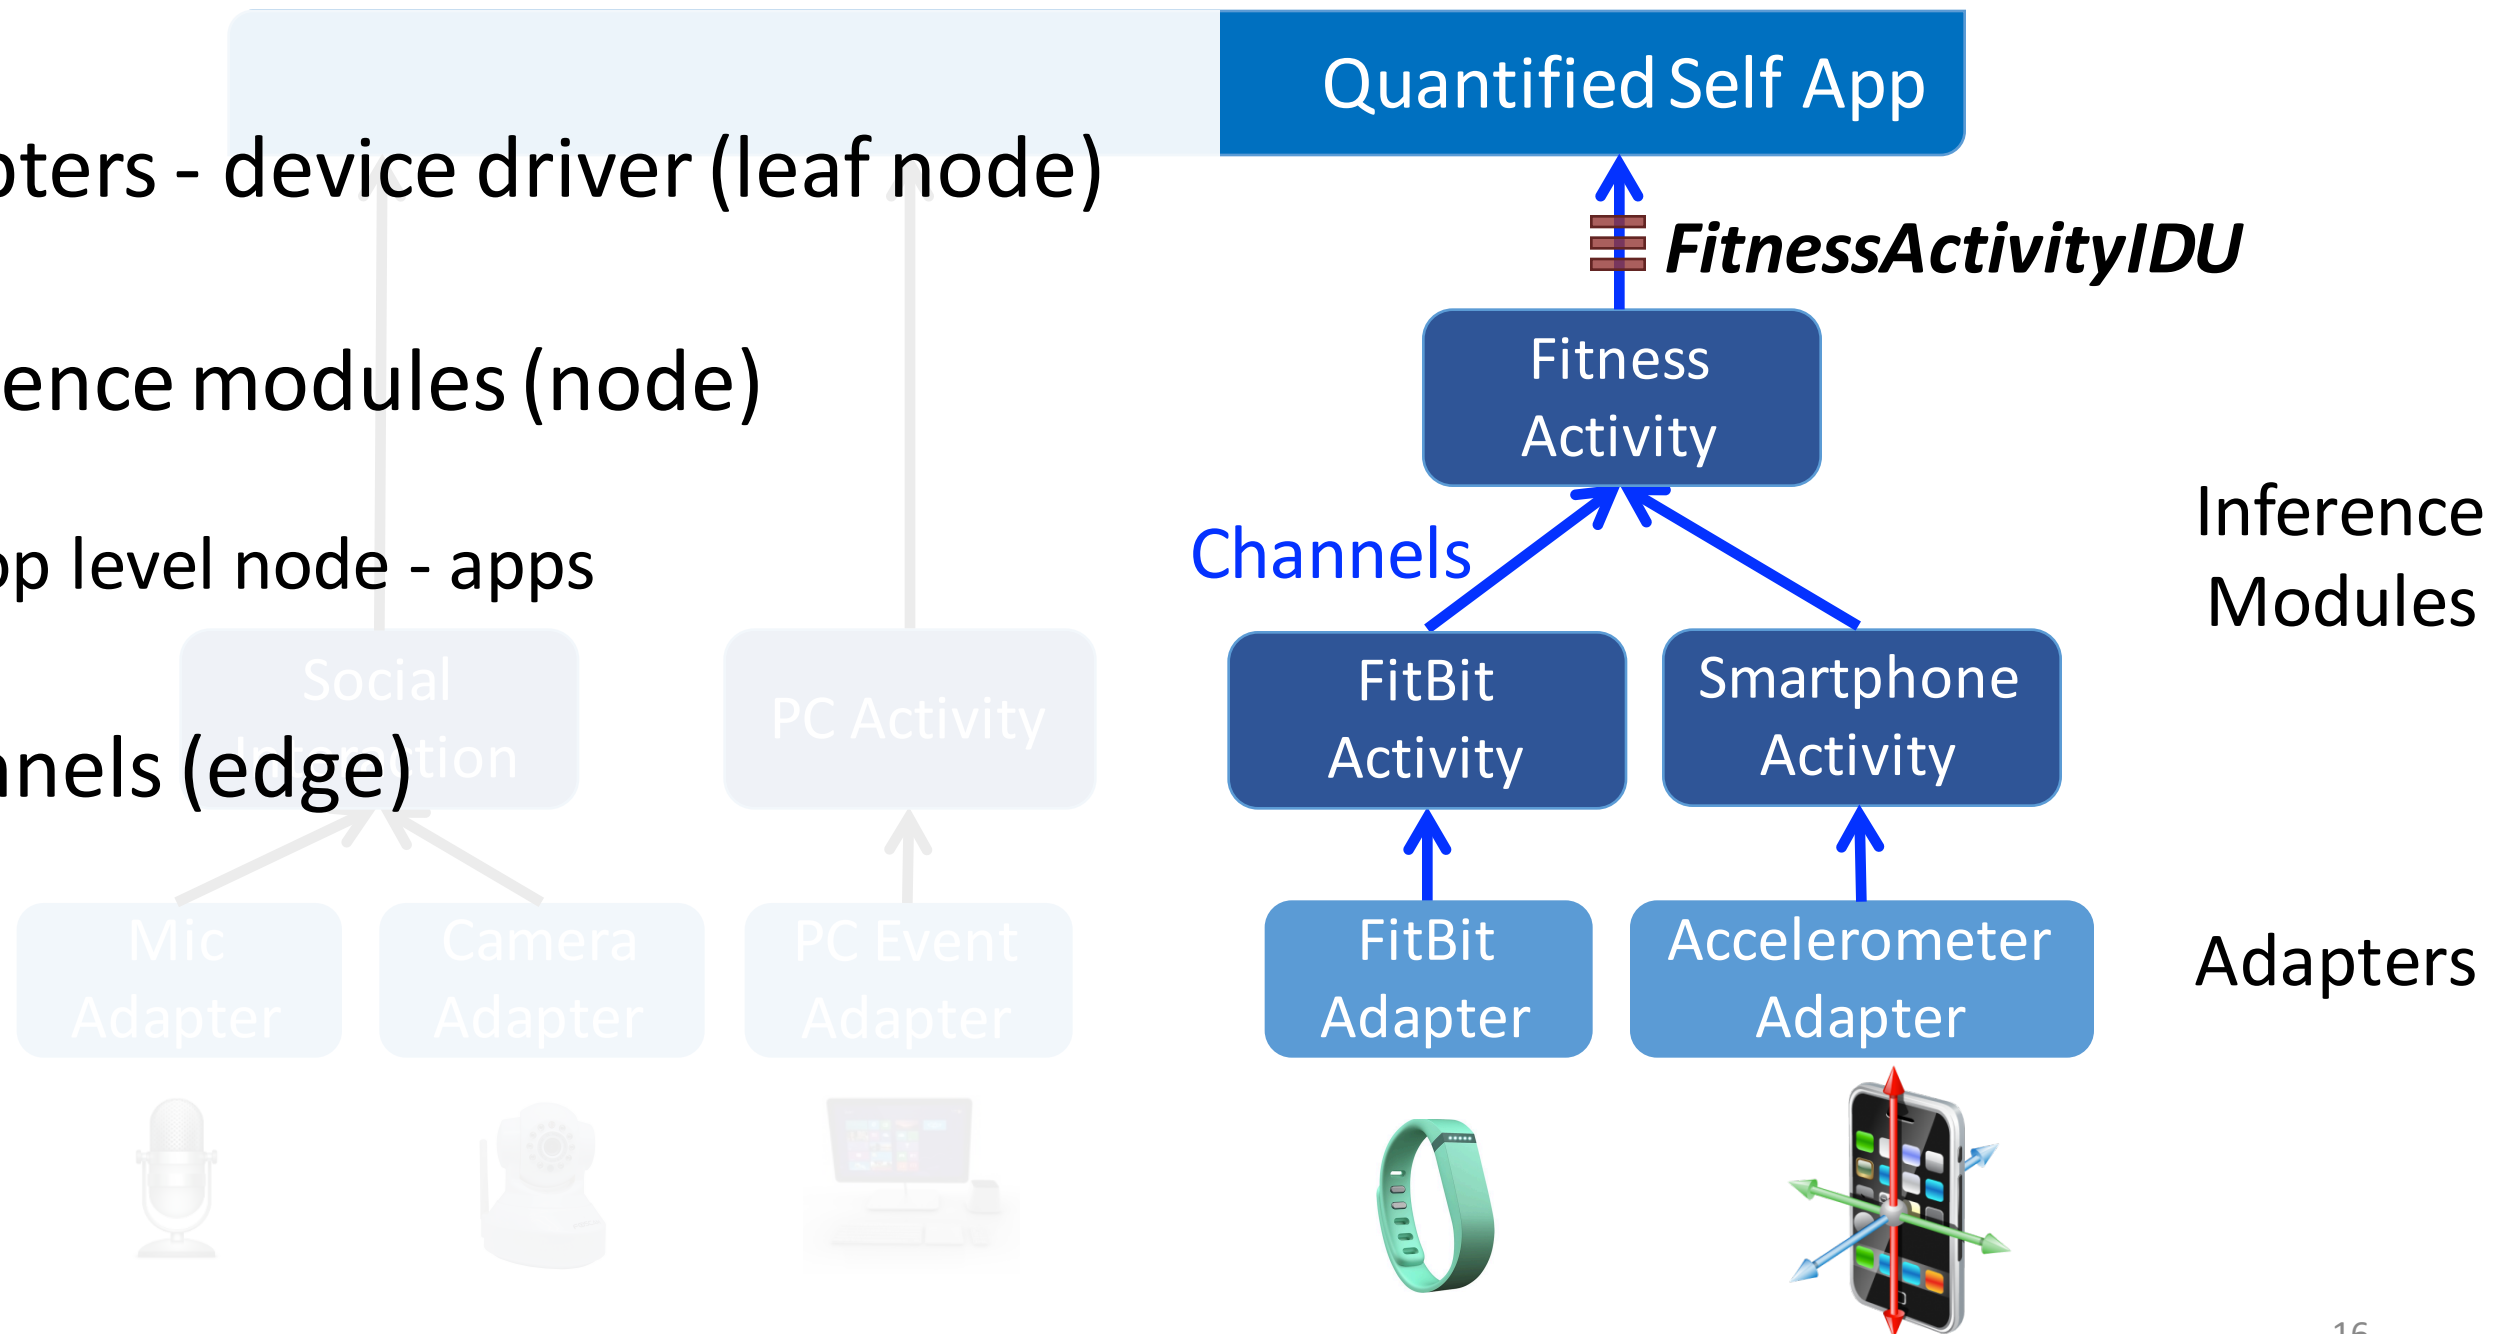 Quantified Self App
pters - device driver (leaf node)
FitnessActivityIDU
ence modules (node)
Fitness
Activity
Inference
Modules
Channels
p level node - apps
Social
Interaction
PC Activity
FitBit
Activity
Smartphone
Activity
nels (edge)
Mic
Adapter
Camera
Adapter
PC Event
Adapter
FitBit
Adapter
Accelerometer
Adapter
Adapters
16